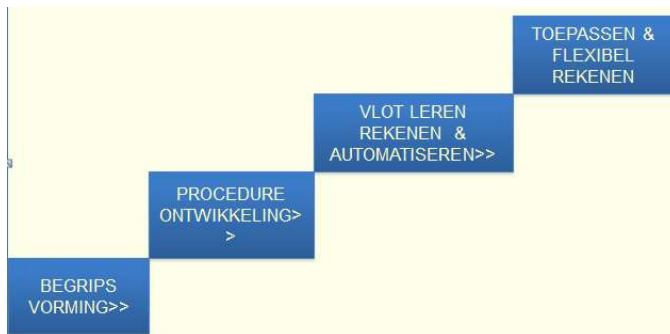 TOEPASSEN &
FLEXIBEL
REKENEN
VLOT LEREN
REKENEN &
AUTOMATISEREN>>
PROCEDURE
ONTWIKKELING>
>
BEGRIPS
VORMING>>